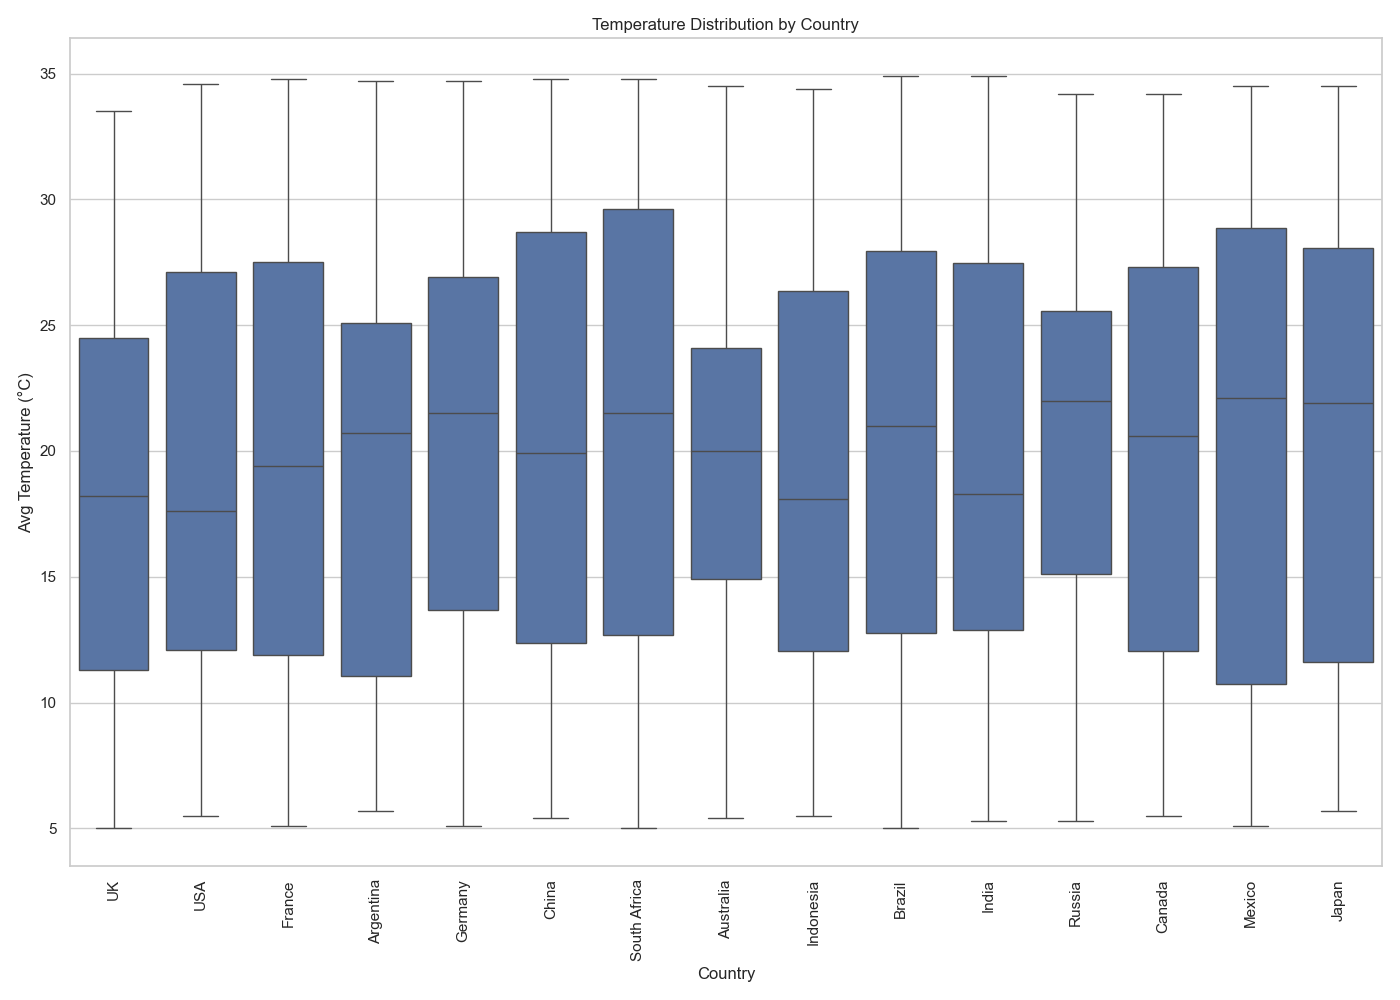 Temperature Distribution by Country
Avg Temperature (°C)
35
30
25
20
15
10
5
UK
USA
France
Argentina
Germany
China
South Africa
Australia
Indonesia
Brazil
India
Russia
Canada
Mexico
Japan
Country